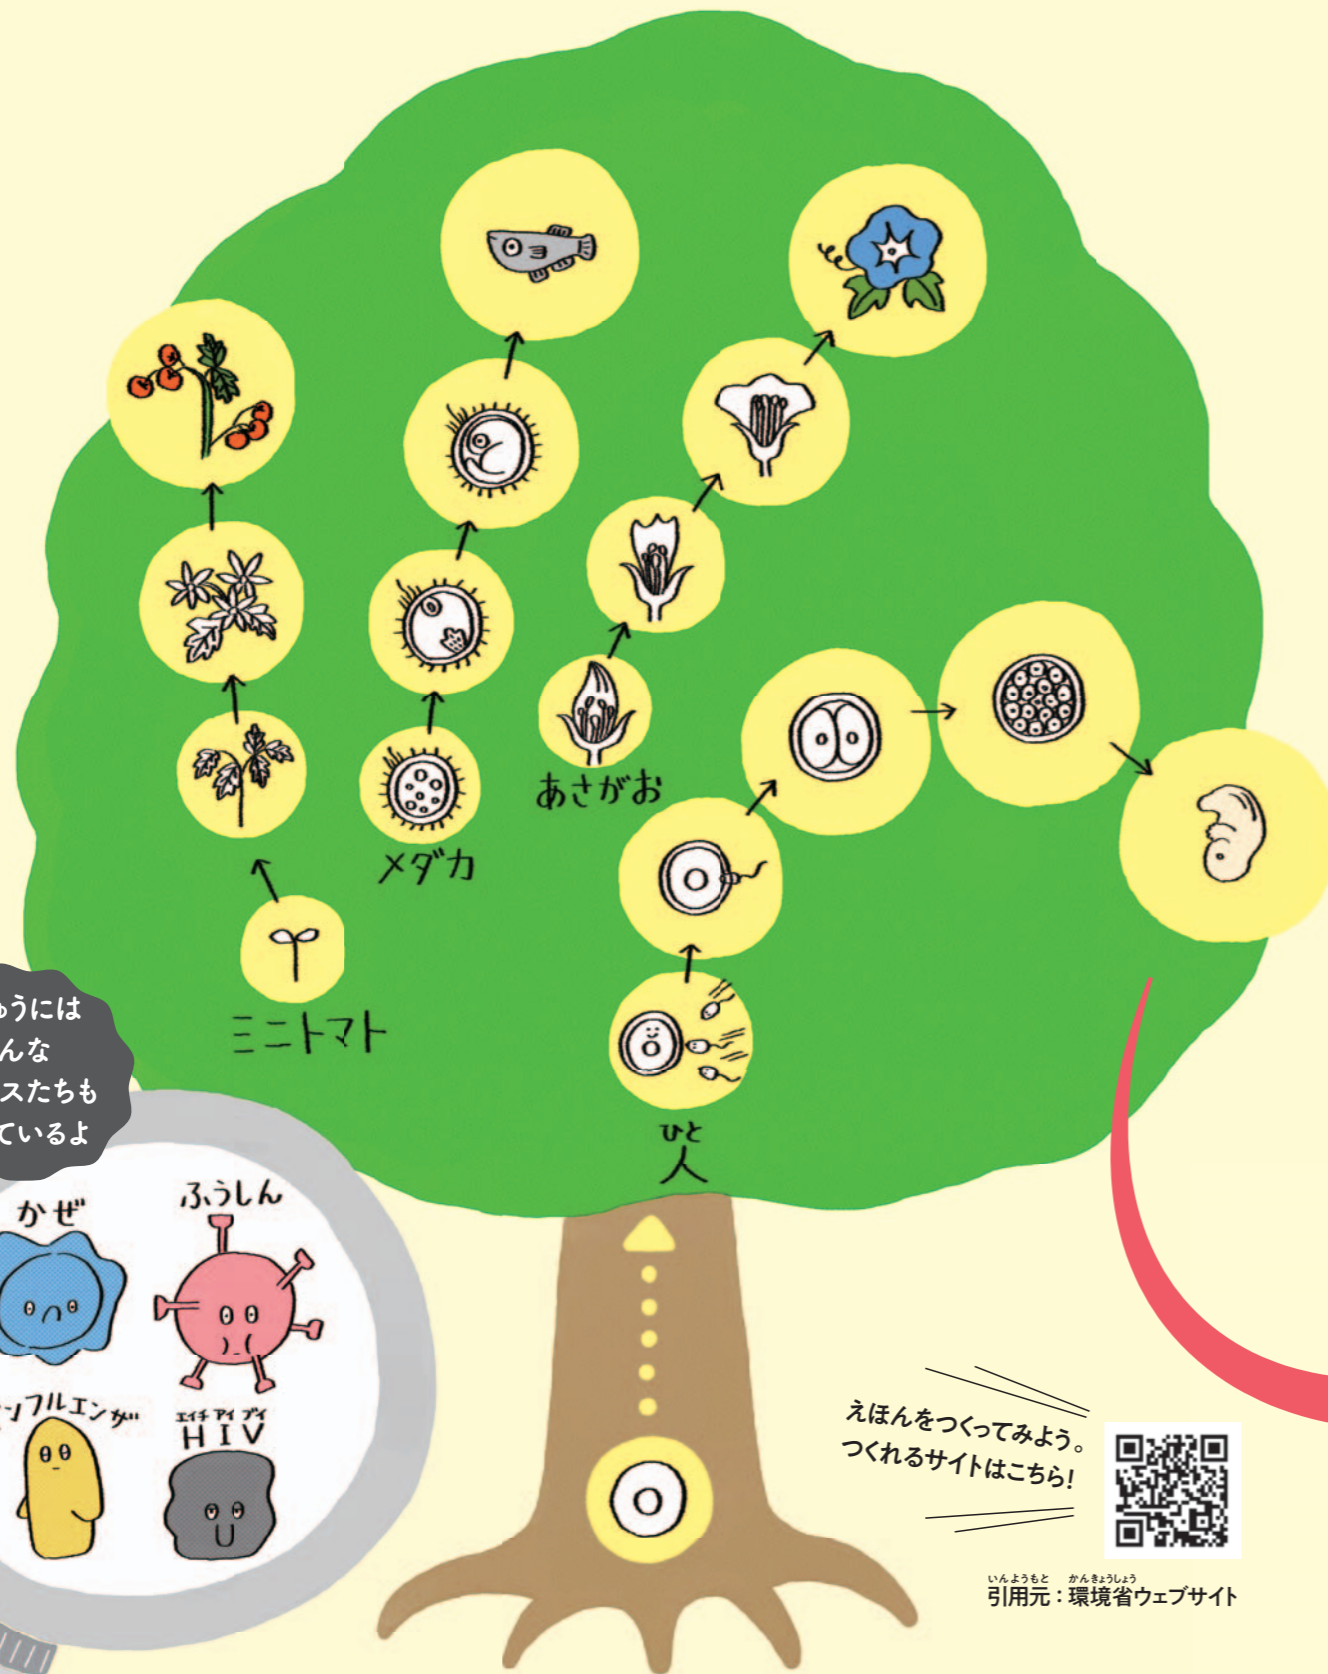 あさがお
メダカ
ミニトマト
ひと
人
ゅうには
んな
スたちも
ているよ
かぜ
ふうしん
ンフルエンザ
エイチ アイ ブイ
HIV
えほんをつくってみよう。
つくれるサイトはこちら!
いんようもと かんきょうしょう
引用元：環境省ウェブサイト